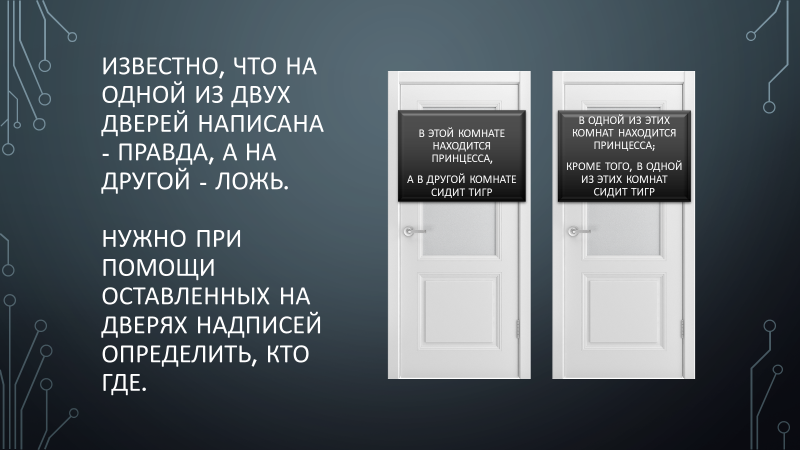 ИЗВЕСТНО, ЧТО НА
ОДНОЙ ИЗ ДВУХ
ДВЕРЕЙ НАПИСАНА
- ПРАВДА, А НА
ДРУГОЙ - ЛОЖЬ.
НУЖНО ПРИ
ПОМОЩИ
ОСТАВЛЕННЫХ НА
ДВЕРЯХ НАДПИСЕЙ
ОПРЕДЕЛИТЬ, КТО
ГДЕ.
В ЭТОЙ КОМНАТЕ
НАХОДИТСЯ
ПРИНЦЕССА,
А В ДРУГОЙ КОМНАТЕ
СИДИТ ТИГР
В ОДНОЙ ИЗ ЭТИХ
КОМНАТ НАХОДИТСЯ
ПРИНЦЕССА;
КРОМЕ ТОГО, В ОДНОЙ
ИЗ ЭТИХ КОМНАТ
СИДИТ ТИГР